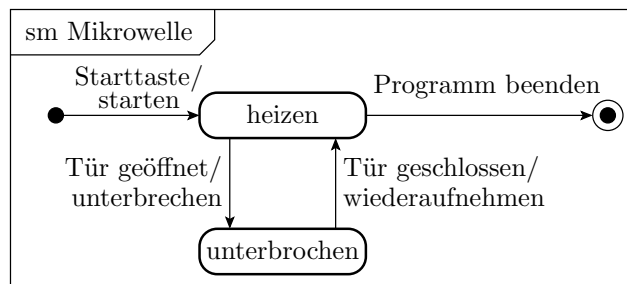 sm Mikrowelle
Starttaste/
starten
Programm beenden
heizen
Tür geöffnet/
unterbrechen
Tür geschlossen/
wiederaufnehmen
unterbrochen